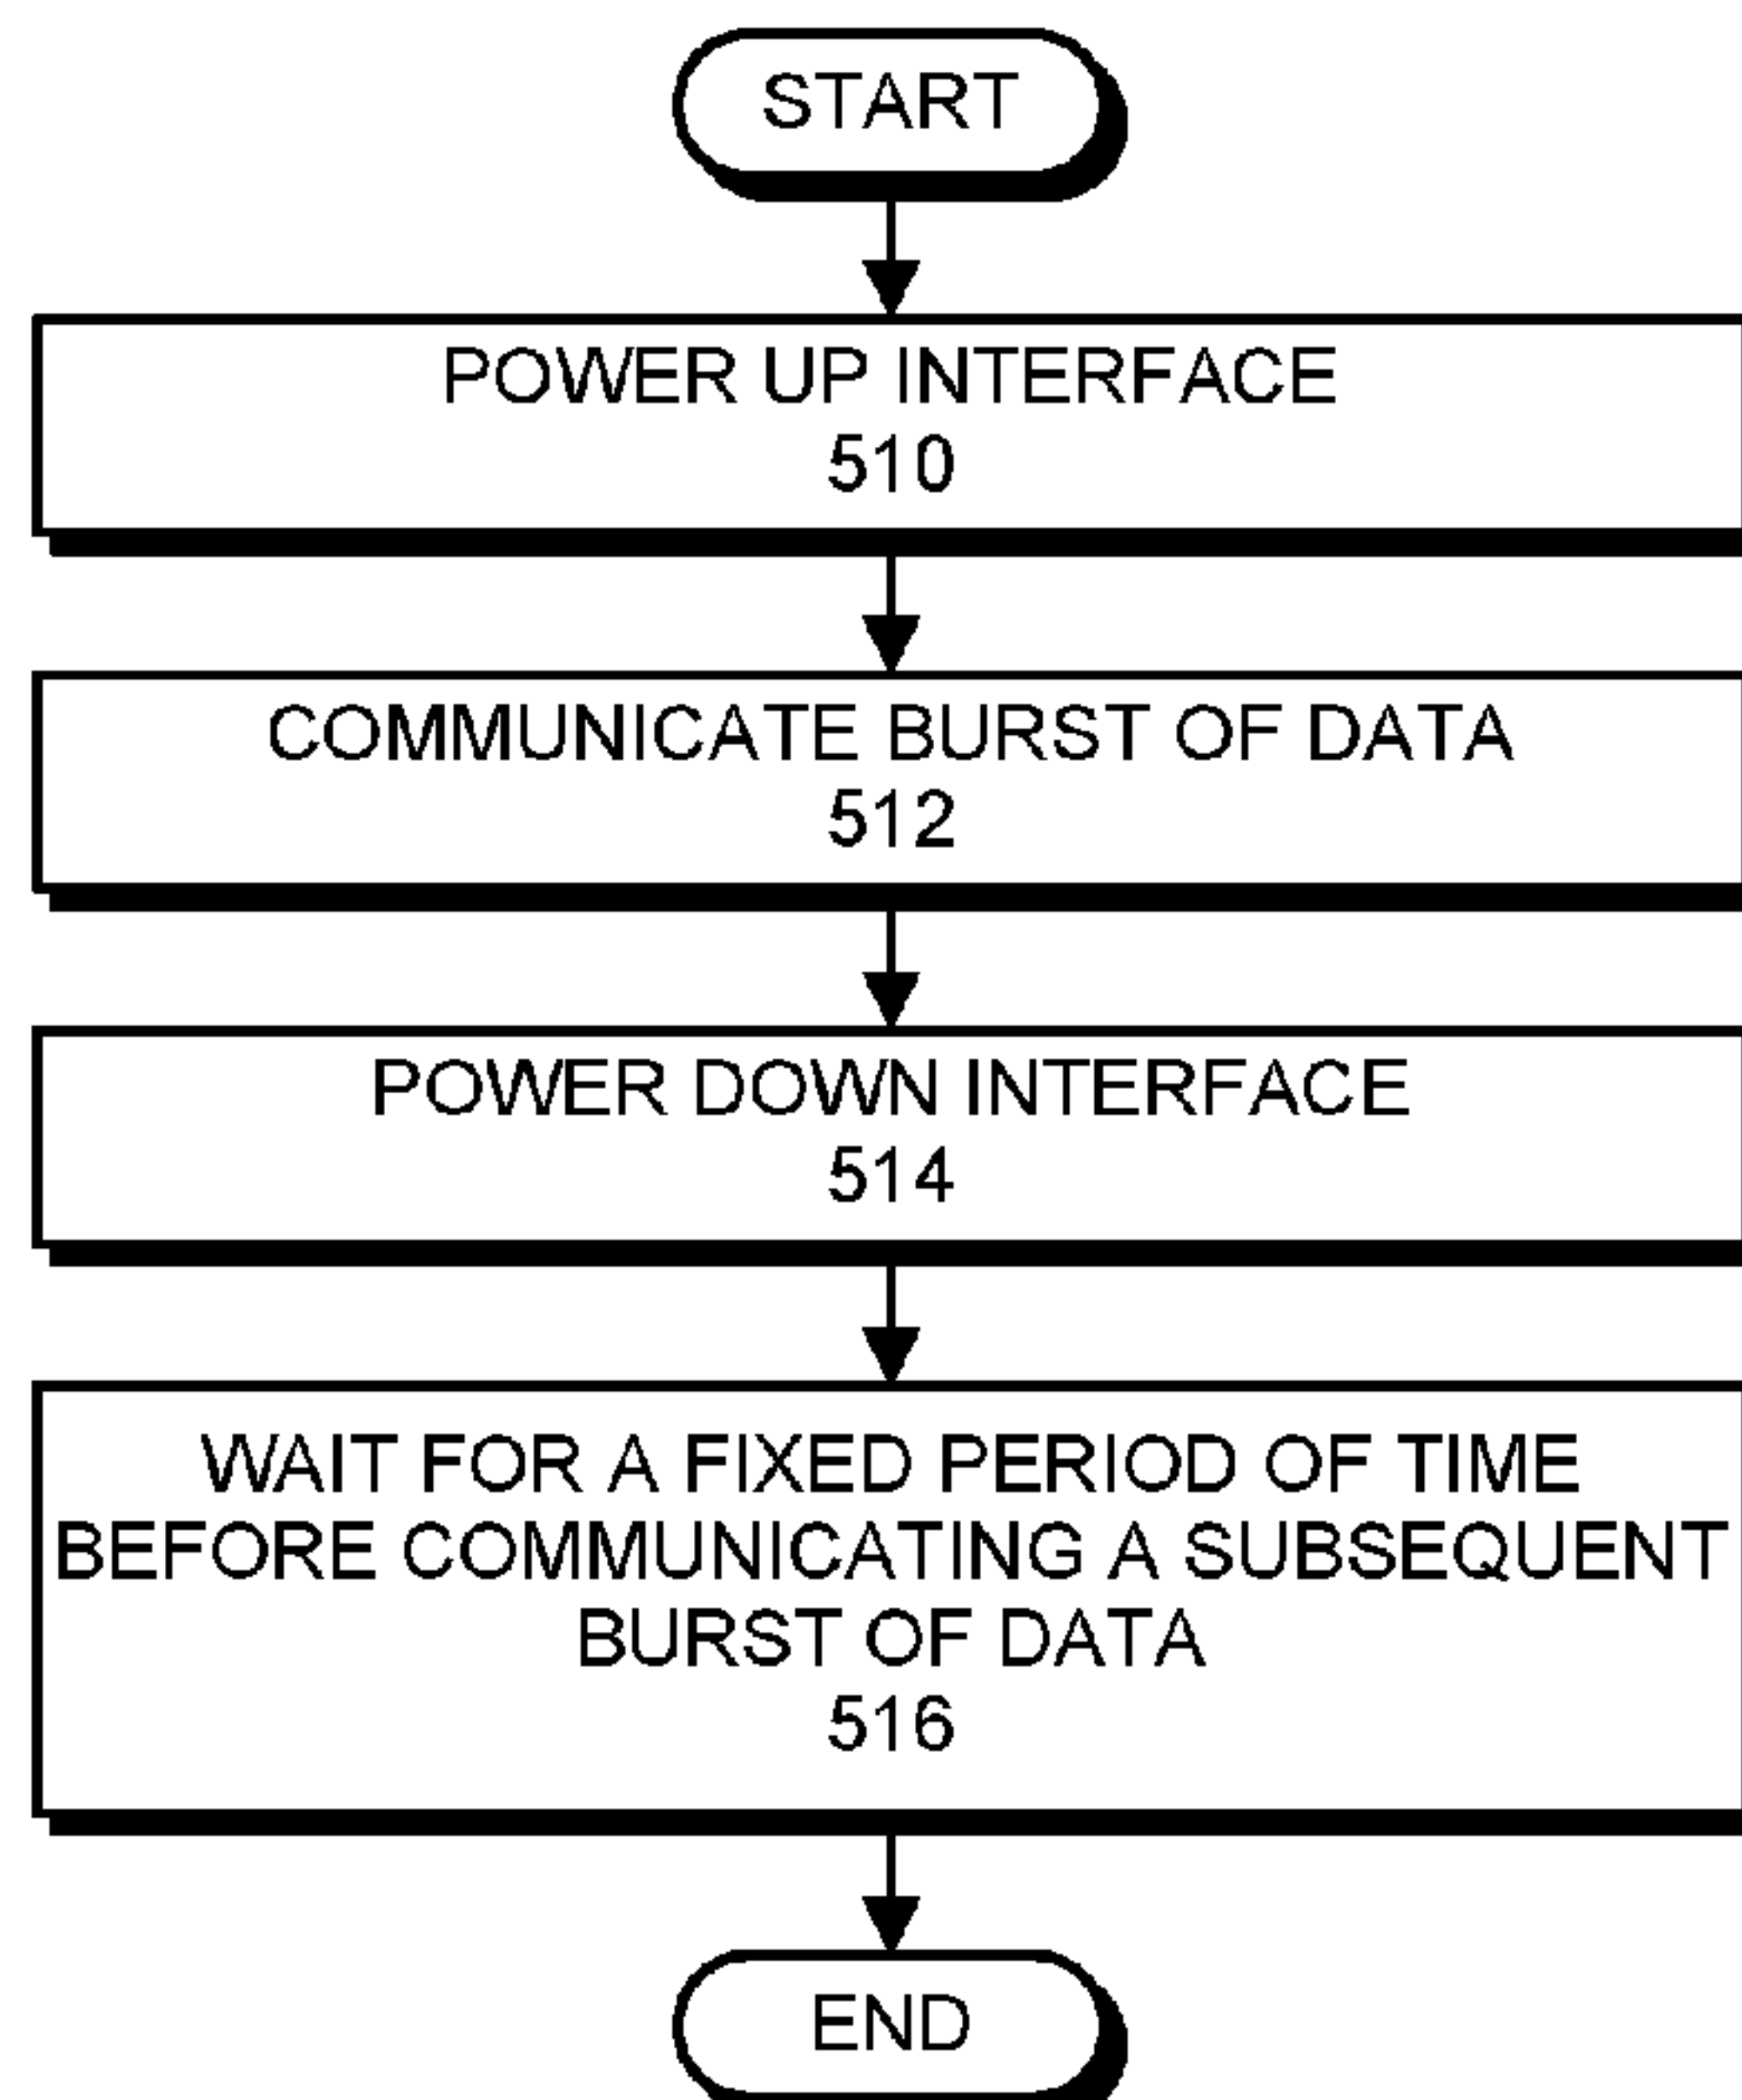 START
POWER UP INTERFACE
510
COMMUNICATE BURST OF DATA
512
POWER DOWN INTERFACE
514
WAIT FOR A FIXED PERIOD OF TIME
BEFORE COMMUNICATING A SUBSEQUENT
BURST OF DATA
516
END